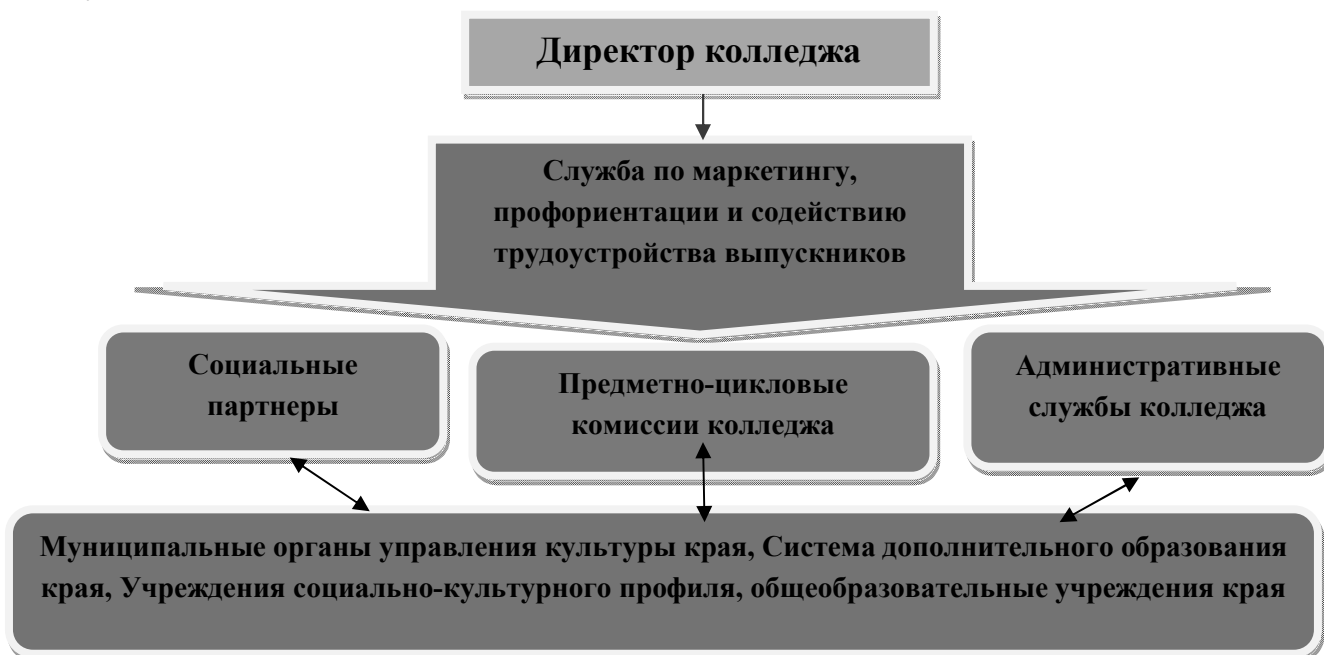 Директор колледжа
Служба по маркетингу,
профориентации и содействию
трудоустройства выпускников
Социальные
партнеры
Предметно-цикловые
комиссии колледжа
Административные
службы колледжа
Муниципальные органы управления культуры края, Система дополнительного образования
края, Учреждения социально-культурного профиля, общеобразовательные учреждения края